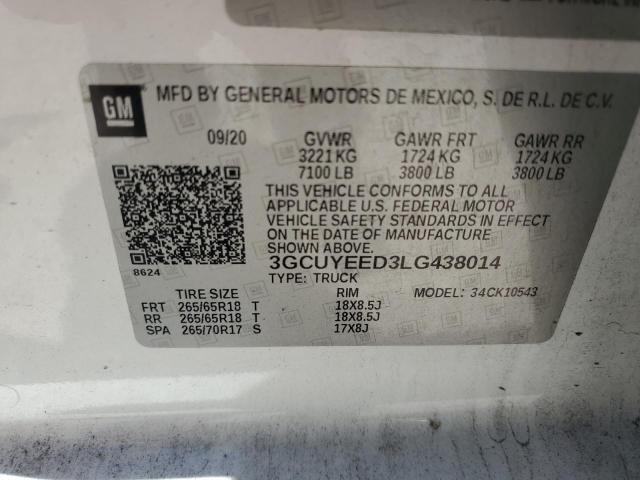 GM
MFD BY GENERAL MOTORS DE MEXICO, S. DE R.L. DE C.V.
09/20 GVWR GAWR FRT GAWR RR
3221 KG 1724 KG 1724 KG
7100 LB 3800 LB 3800 LB
THIS VEHICLE CONFORMS TO ALL
APPLICABLE U.S. FEDERAL MOTOR
VEHICLE SAFETY STANDARDS IN EFFECT
ON THE DATE OF MANUFACTURE
SHOWN ABOVE.
8624 3GCUYEED3LG438014
TYPE: TRUCK
TIRE SIZE RIM MODEL: 34CK10543
FRT 265/65R18 T 18X8.5J
RR 265/65R18 T 18X8.5J
SPA 265/70R17 S 17X8J